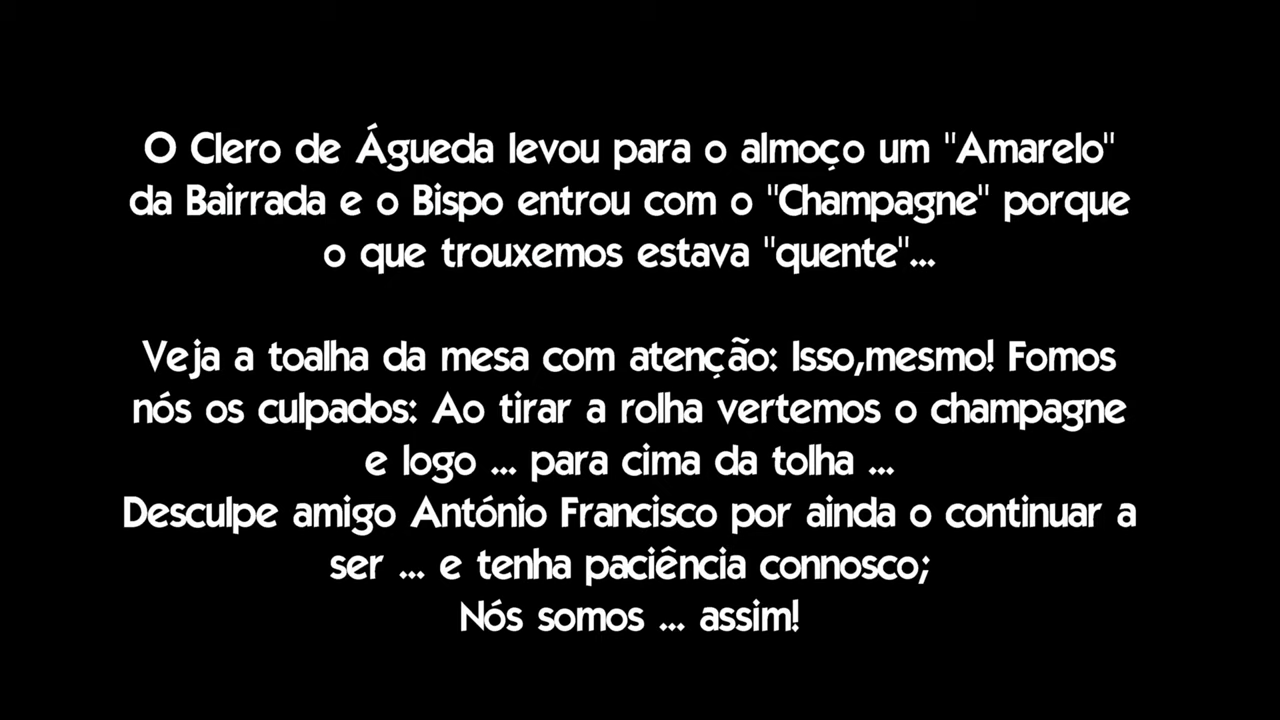 O Clero de Águeda levou para o almoço um "Amarelo"
da Bairrada e o Bispo entrou com o "Champagne" porque
o que trouxemos estava "quente"...
Veja a toalha da mesa com atenção: Isso,mesmo! Fomos
nós os culpados: Ao tirar a rolha vertemos o champagne
e logo ... para cima da tolha ...
Desculpe amigo António Francisco por ainda o continuar a
ser ... e tenha paciência connosco;
Nós somos ... assim!